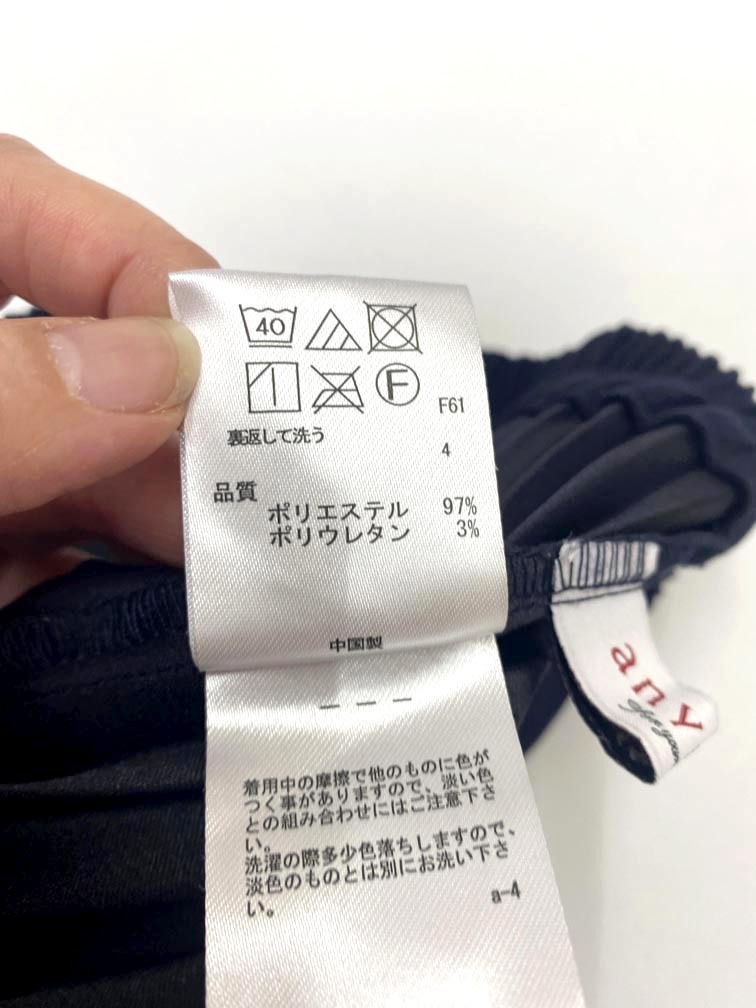 40
F
F61
裏返して洗う
4
品質
ポリエステル 97%
ポリウレタン 3%
中国製
any
着用中の摩擦で他のものに色が
つく事がありますので、淡い色
との組み合わせにはご注意下さ
い。
洗濯の際多少色落ちしますので、
淡色のものとは別にお洗い下さ
い。
a-4